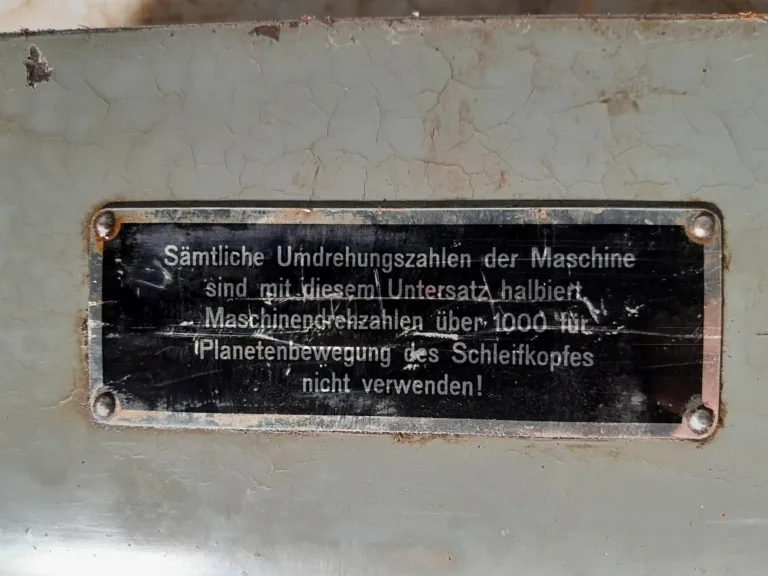 Sämtliche Umdrehungszahlen der Maschine
sind mit diesem Untersatz halbiert
Maschinendrehzahlen über 1000 für
Planetenbewegung des Schleifkopfes
nicht verwenden!